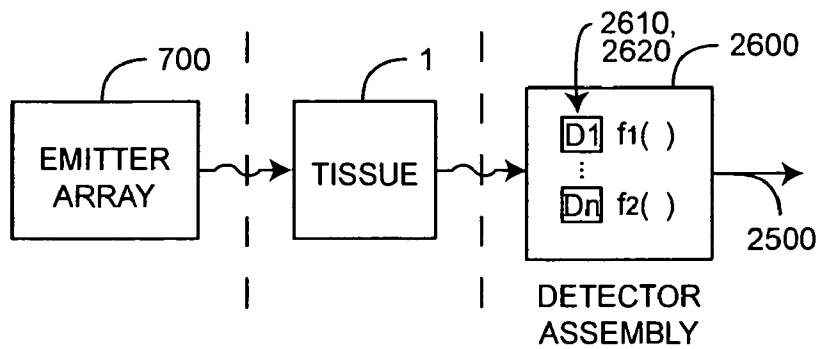 700
1
2610,
2620
2600
EMITTER
ARRAY
TISSUE
D1 f1( )
⋮
Dn f2( )
2500
DETECTOR
ASSEMBLY